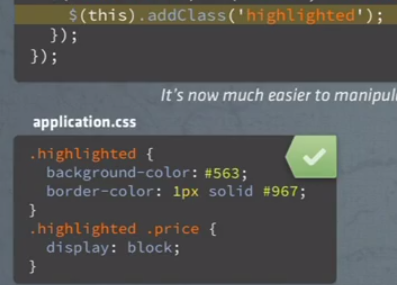 $(this).addClass('highlighted');
});
});
It's now much easier to manipul
application.css
.highlighted {
background-color: #563;
border-color: 1px solid #967;
}
.highlighted .price {
display: block;
}